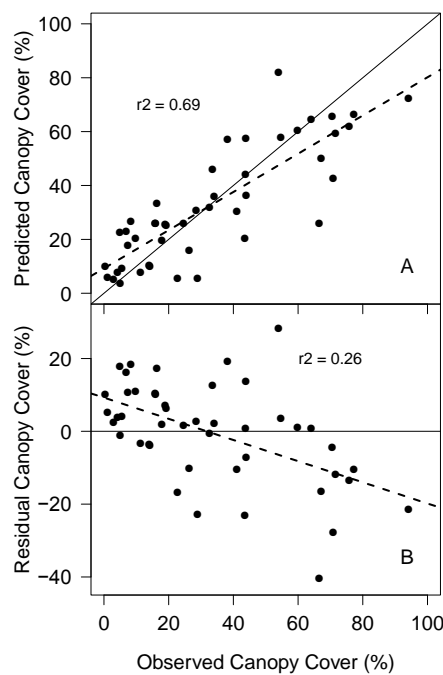 Predicted Canopy Cover (%)
100
80
60
40
20
0
r2 = 0.69
A
Residual Canopy Cover (%)
20
0
−20
−40
r2 = 0.26
B
0 20 40 60 80 100
Observed Canopy Cover (%)